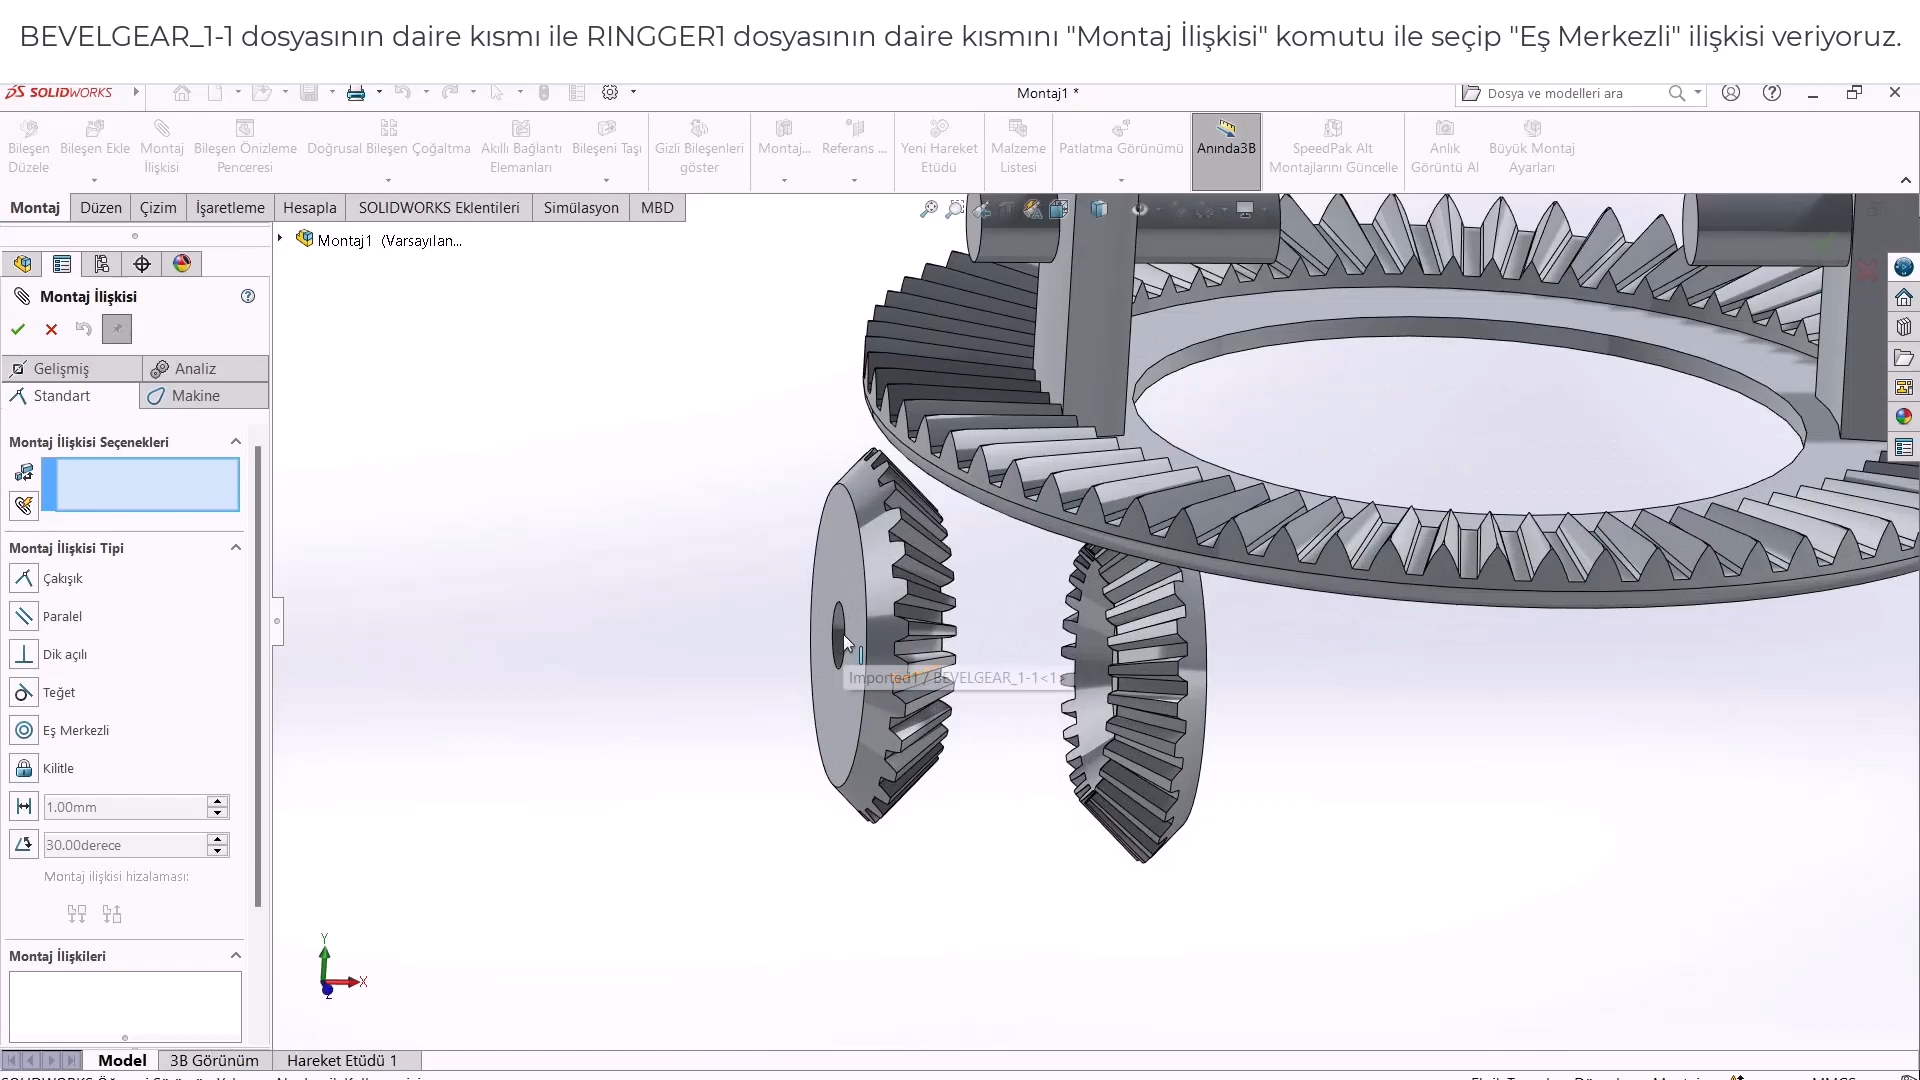 BEVELGEAR_1-1 dosyasının daire kısmı ile RINGGER1 dosyasının daire kısmını "Montaj İlişkisi" komutu ile seçip "Eş Merkezli" ilişkisi veriyoruz.
SOLIDWORKS
Montaj1 *
Dosya ve modelleri ara
Bileşen Düzele
Bileşen Ekle
Montaj İlişkisi
Bileşen Önizleme Penceresi
Doğrusal Bileşen Çoğaltma
Akıllı Bağlantı Elemanları
Bileşeni Taşı
Gizli Bileşenleri göster
Montaj...
Referans ...
Yeni Hareket Etüdü
Malzeme Listesi
Patlatma Görünümü
Anında3B
SpeedPak Alt Montajlarını Güncelle
Anlık Görüntü Al
Büyük Montaj Ayarları
Montaj
Düzen
Çizim
İşaretleme
Hesapla
SOLIDWORKS Eklentileri
Simülasyon
MBD
Montaj1 (Varsayılan...
Montaj İlişkisi
Gelişmiş
Analiz
Standart
Makine
Montaj İlişkisi Seçenekleri
Montaj İlişkisi Tipi
Çakışık
Paralel
Dik açılı
Teğet
Eş Merkezli
Kilitle
1.00mm
30.00derece
Montaj ilişkisi hizalaması:
Montaj İlişkileri
Imported1 / BEVELGEAR_1-1<1>
Y
X
Z
Model
3B Görünüm
Hareket Etüdü 1